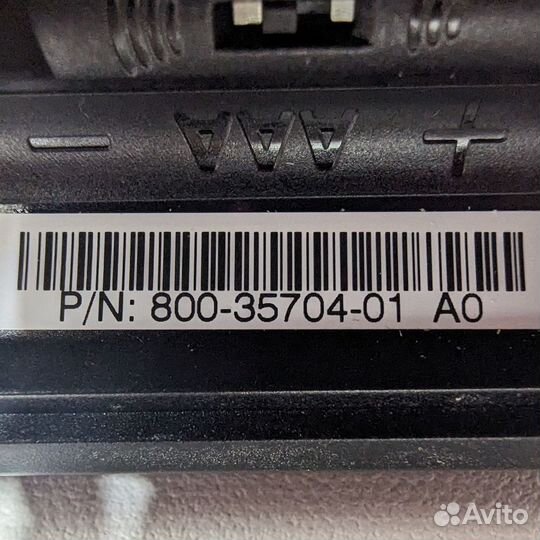 − AAA +
P/N: 800-35704-01 A0
Avito